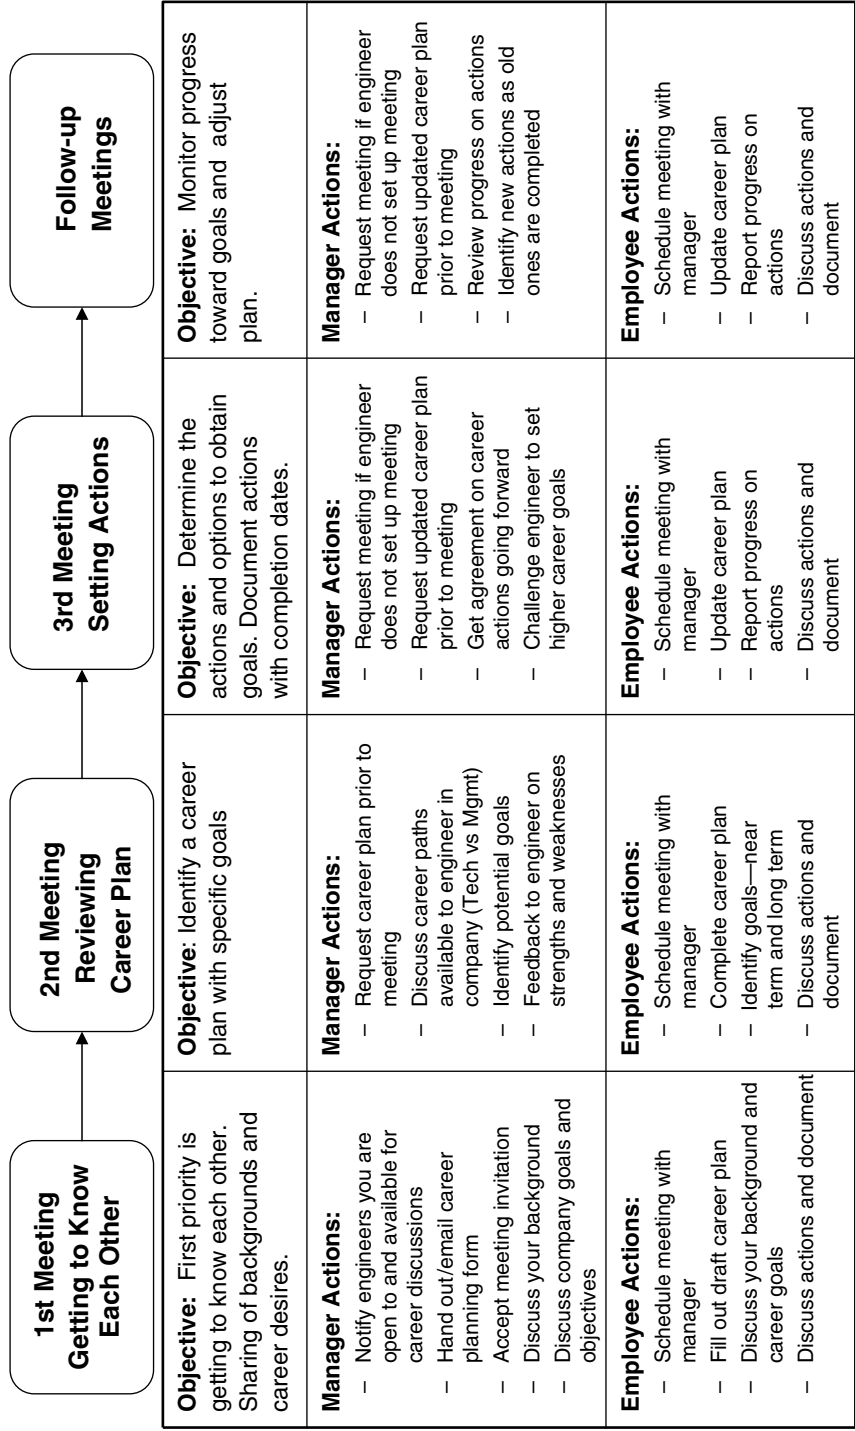 1st Meeting
Getting to Know
Each Other
2nd Meeting
Reviewing
Career Plan
3rd Meeting
Setting Actions
Follow-up
Meetings
Objective: First priority is
getting to know each other.
Sharing of backgrounds and
career desires.
Objective: Identify a career
plan with specific goals
Objective: Determine the
actions and options to obtain
goals. Document actions
with completion dates.
Objective: Monitor progress
toward goals and adjust
plan.
Manager Actions:
– Notify engineers you are
open to and available for
career discussions
– Hand out/email career
planning form
– Accept meeting invitation
– Discuss your background
– Discuss company goals and
objectives
Manager Actions:
– Request career plan prior to
meeting
– Discuss career paths
available to engineer in
company (Tech vs Mgmt)
– Identify potential goals
– Feedback to engineer on
strengths and weaknesses
Manager Actions:
– Request meeting if engineer
does not set up meeting
– Request updated career plan
prior to meeting
– Get agreement on career
actions going forward
– Challenge engineer to set
higher career goals
Manager Actions:
– Request meeting if engineer
does not set up meeting
– Request updated career plan
prior to meeting
– Review progress on actions
– Identify new actions as old
ones are completed
Employee Actions:
– Schedule meeting with
manager
– Fill out draft career plan
– Discuss your background and
career goals
– Discuss actions and document
Employee Actions:
– Schedule meeting with
manager
– Complete career plan
– Identify goals—near
term and long term
– Discuss actions and
document
Employee Actions:
– Schedule meeting with
manager
– Update career plan
– Report progress on
actions
– Discuss actions and
document
Employee Actions:
– Schedule meeting with
manager
– Update career plan
– Report progress on
actions
– Discuss actions and
document